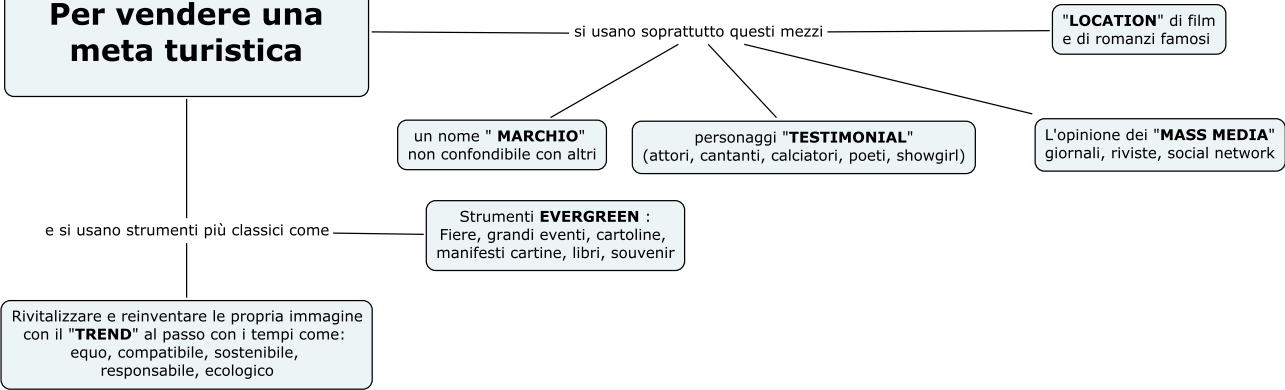 Per vendere una
meta turistica
si usano soprattutto questi mezzi
"LOCATION" di film
e di romanzi famosi
un nome " MARCHIO"
non confondibile con altri
personaggi "TESTIMONIAL"
(attori, cantanti, calciatori, poeti, showgirl)
L'opinione dei "MASS MEDIA"
giornali, riviste, social network
e si usano strumenti più classici come
Strumenti EVERGREEN :
Fiere, grandi eventi, cartoline,
manifesti cartine, libri, souvenir
Rivitalizzare e reinventare le propria immagine
con il "TREND" al passo con i tempi come:
equo, compatibile, sostenibile,
responsabile, ecologico